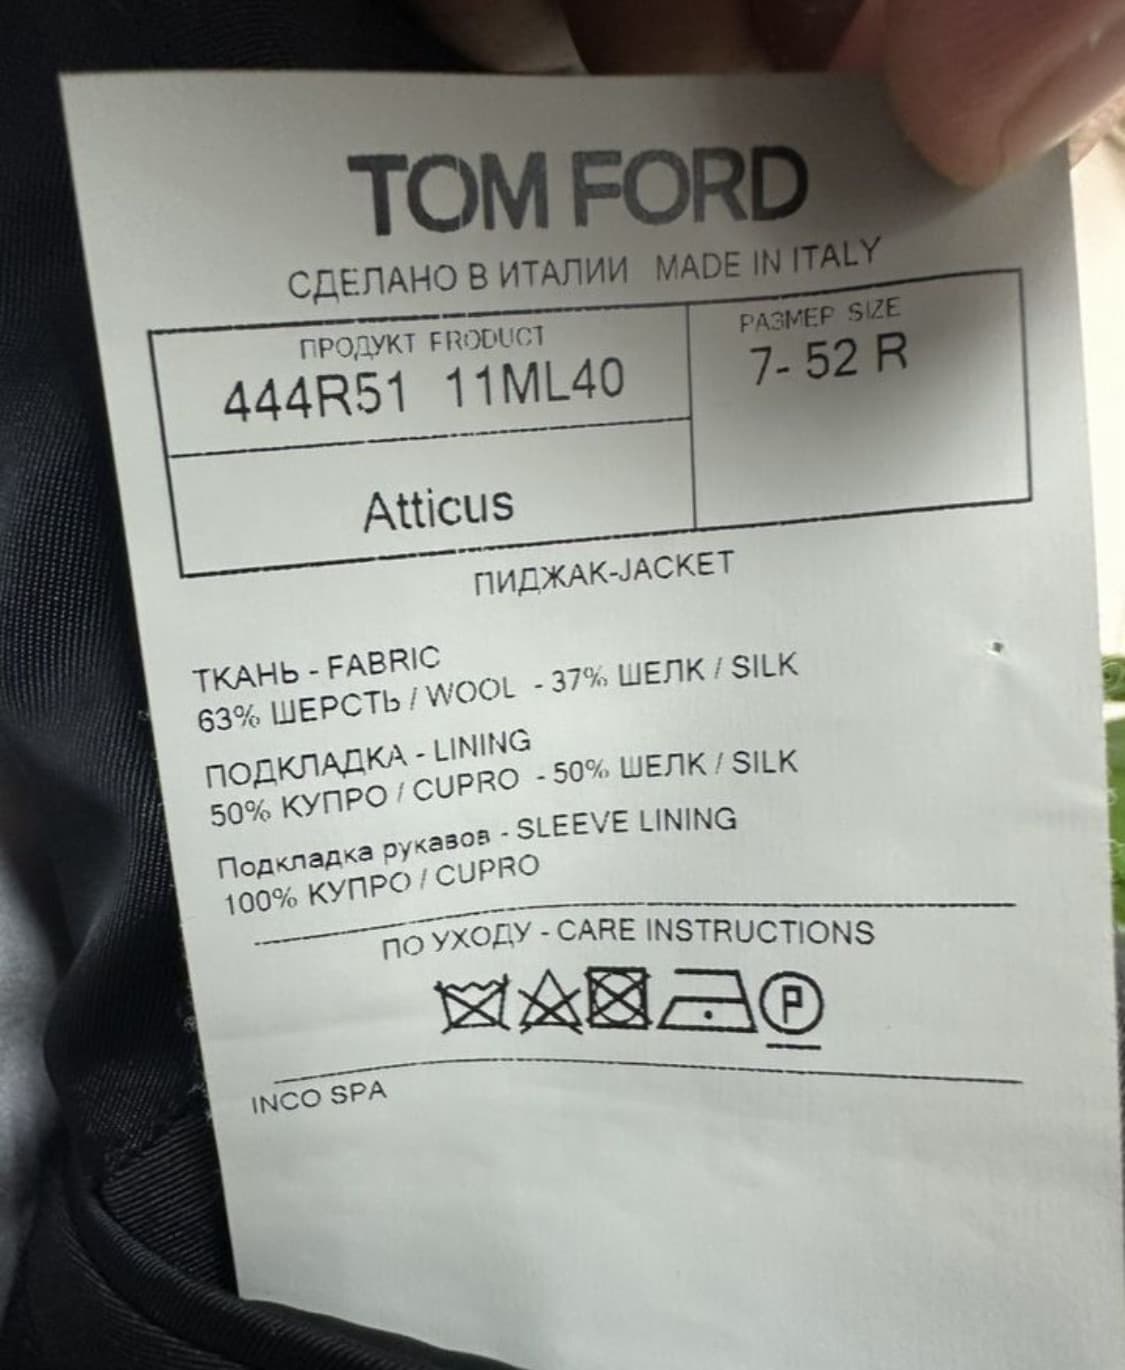 TOM FORD
СДЕЛАНО В ИТАЛИИ MADE IN ITALY
ПРОДУКТ PRODUCT
444R51 11ML40
РАЗМЕР SIZE
7- 52 R
Atticus
ПИДЖАК-JACKET
ТКАНЬ - FABRIC
63% ШЕРСТЬ / WOOL - 37% ШЕЛК / SILK
ПОДКЛАДКА - LINING
50% КУПРО / CUPRO - 50% ШЕЛК / SILK
Подкладка рукавов - SLEEVE LINING
100% КУПРО / CUPRO
ПО УХОДУ - CARE INSTRUCTIONS
P
INCO SPA